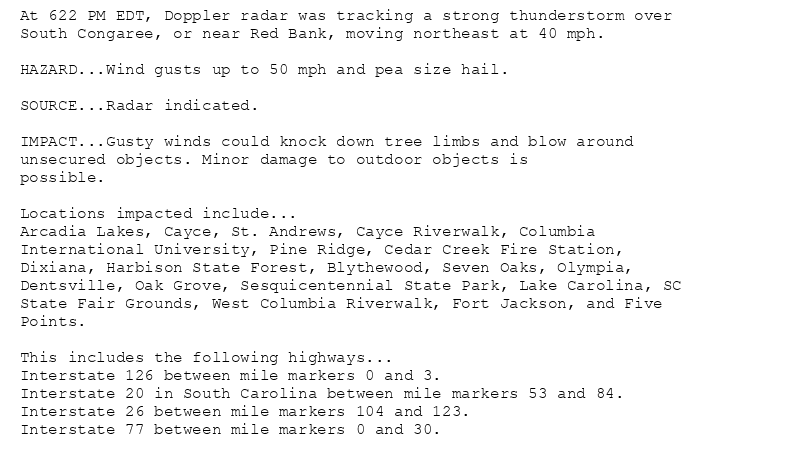 At 622 PM EDT, Doppler radar was tracking a strong thunderstorm over
South Congaree, or near Red Bank, moving northeast at 40 mph.
HAZARD...Wind gusts up to 50 mph and pea size hail.
SOURCE...Radar indicated.
IMPACT...Gusty winds could knock down tree limbs and blow around
unsecured objects. Minor damage to outdoor objects is
possible.
Locations impacted include...
Arcadia Lakes, Cayce, St. Andrews, Cayce Riverwalk, Columbia
International University, Pine Ridge, Cedar Creek Fire Station,
Dixiana, Harbison State Forest, Blythewood, Seven Oaks, Olympia,
Dentsville, Oak Grove, Sesquicentennial State Park, Lake Carolina, SC
State Fair Grounds, West Columbia Riverwalk, Fort Jackson, and Five
Points.
This includes the following highways...
Interstate 126 between mile markers 0 and 3.
Interstate 20 in South Carolina between mile markers 53 and 84.
Interstate 26 between mile markers 104 and 123.
Interstate 77 between mile markers 0 and 30.